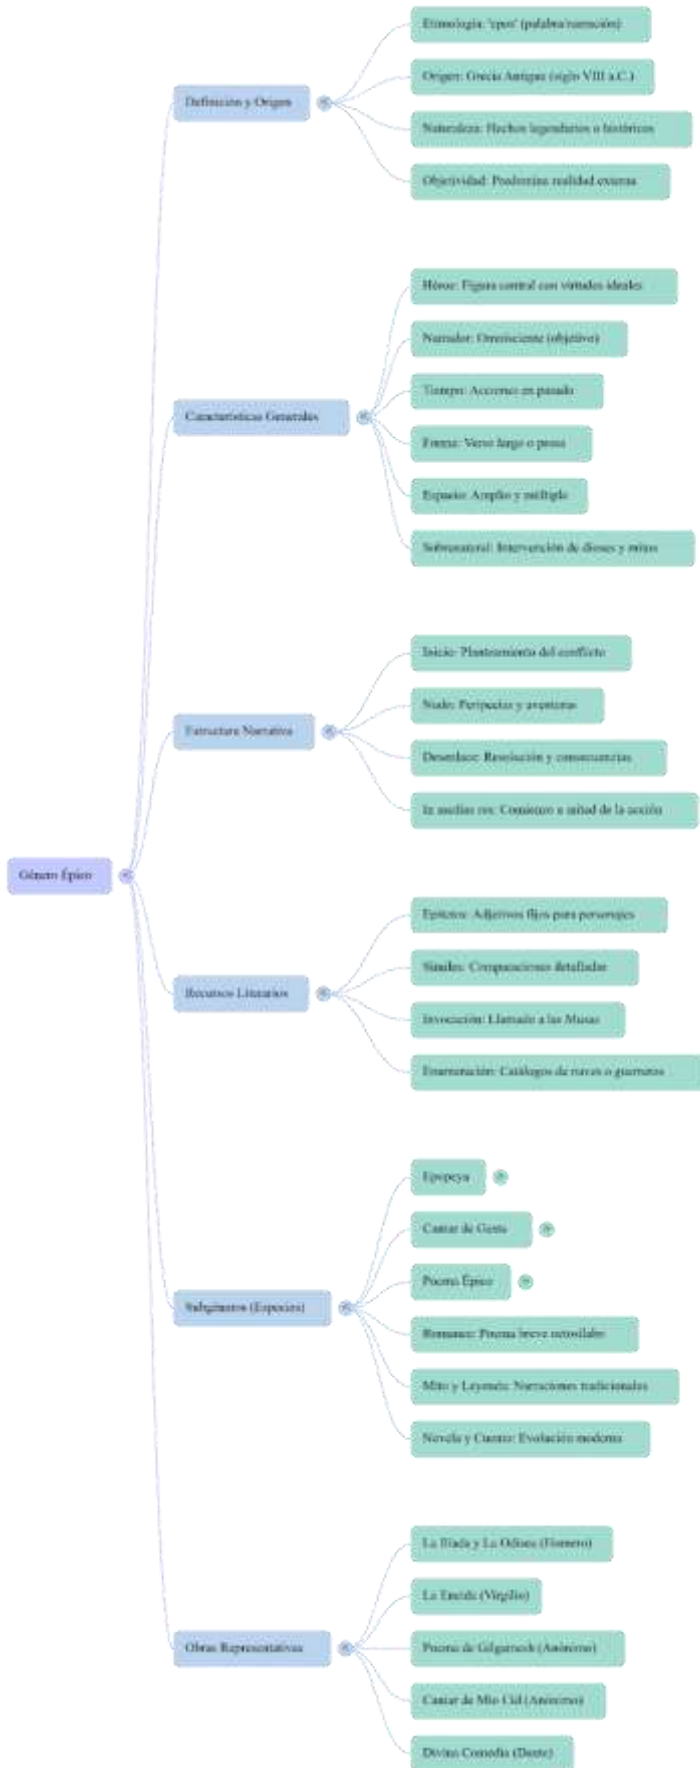 Etimología: 'epos' (palabra/narración)
Origen: Grecia Antigua (siglo VIII a.C.)
Definición y Origen
Naturaleza: Hechos legendarios o históricos
Objetividad: Predomina realidad externa
Héroe: Figura central con virtudes ideales
Narrador: Omnisciente (objetivo)
Tiempo: Acciones en pasado
Características Generales
Forma: Verso largo o prosa
Espacio: Amplio y múltiple
Sobrenatural: Intervención de dioses y mitos
Inicio: Planteamiento del conflicto
Nudo: Peripecias y aventuras
Estructura Narrativa
Desenlace: Resolución y consecuencias
In medias res: Comienzo a mitad de la acción
Género Épico
Epítetos: Adjetivos fijos para personajes
Símiles: Comparaciones detalladas
Recursos Literarios
Invocación: Llamado a las Musas
Enumeración: Catálogos de naves o guerreros
Epopeya
Cantar de Gesta
Poema Épico
Subgéneros (Especies)
Romance: Poema breve octosílabo
Mito y Leyenda: Narraciones tradicionales
Novela y Cuento: Evolución moderna
La Ilíada y La Odisea (Homero)
La Eneida (Virgilio)
Obras Representativas
Poema de Gilgamesh (Anónimo)
Cantar de Mio Cid (Anónimo)
Divina Comedia (Dante)